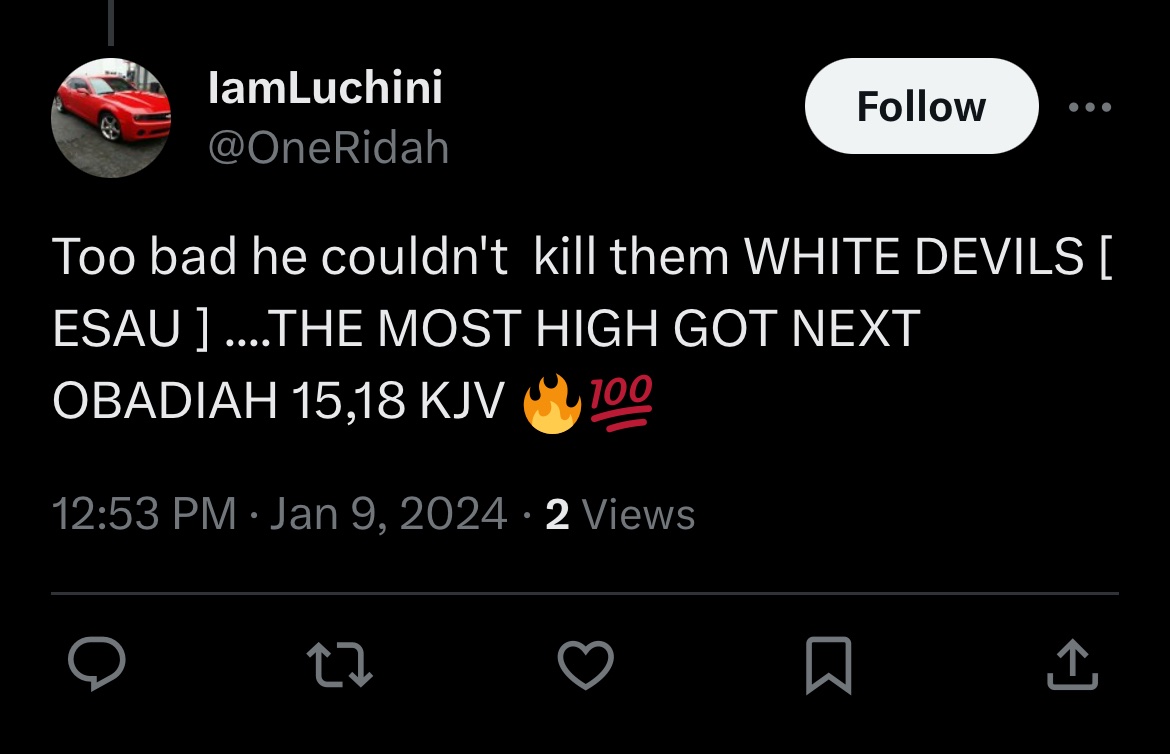 IamLuchini
Follow
@OneRidah
Too bad he couldn't  kill them WHITE DEVILS [
ESAU ] ....THE MOST HIGH GOT NEXT
OBADIAH 15,18 KJV 🔥💯
12:53 PM · Jan 9, 2024 · 2 Views